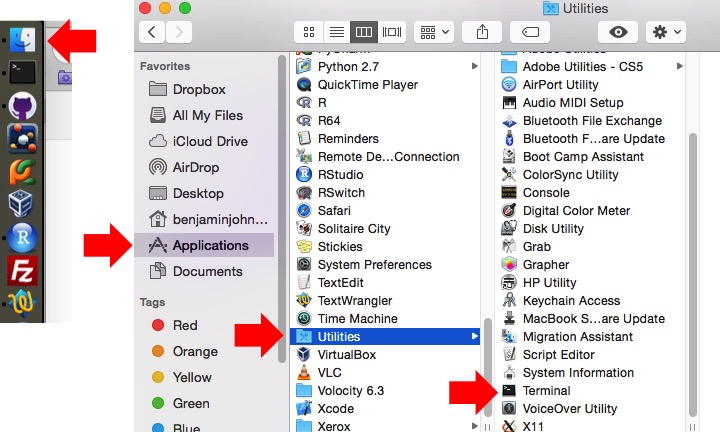 Utilities
Favorites
Dropbox
All My Files
iCloud Drive
AirDrop
Desktop
benjaminjohn...
Applications
Documents
Tags
Red
Orange
Yellow
Green
Blue
PyCharm
Python 2.7
QuickTime Player
R
R64
Reminders
Remote De...Connection
RStudio
RSwitch
Safari
Solitaire City
Stickies
System Preferences
TextEdit
TextWrangler
Time Machine
Utilities
VirtualBox
VLC
Volocity 6.3
Xcode
Xerox
Adobe Utilities
Adobe Utilities - CS5
AirPort Utility
Audio MIDI Setup
Bluetooth File Exchange
Bluetooth F...are Update
Boot Camp Assistant
ColorSync Utility
Console
Digital Color Meter
Disk Utility
Grab
Grapher
HP Utility
Keychain Access
MacBook S...are Update
Migration Assistant
Script Editor
System Information
Terminal
VoiceOver Utility
X11